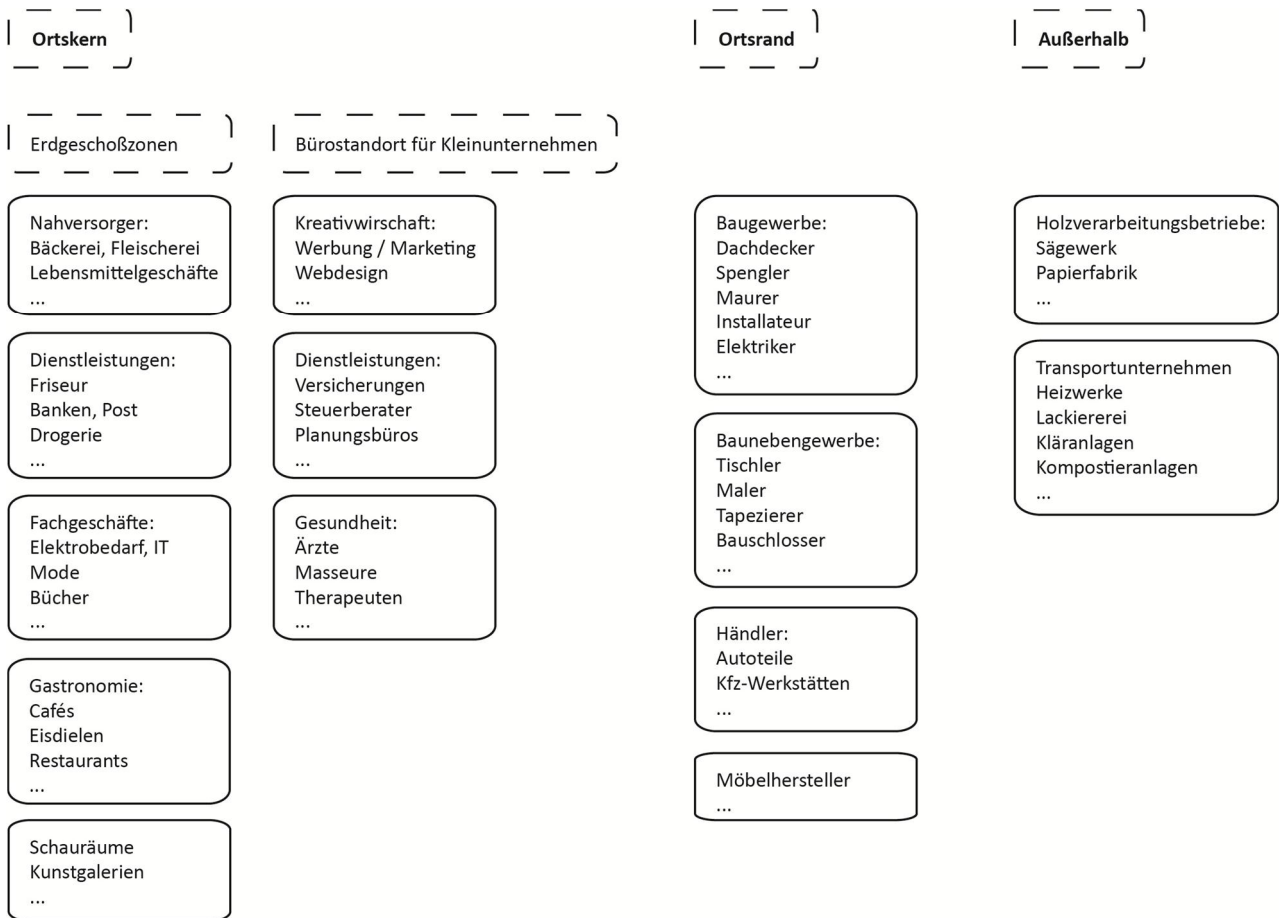 Ortskern
Ortsrand
Außerhalb
Erdgeschoßzonen
Bürostandort für Kleinunternehmen
Nahversorger:
Bäckerei, Fleischerei
Lebensmittelgeschäfte
...
Dienstleistungen:
Friseur
Banken, Post
Drogerie
...
Fachgeschäfte:
Elektrobedarf, IT
Mode
Bücher
...
Gastronomie:
Cafés
Eisdielen
Restaurants
...
Schauräume
Kunstgalerien
...
Kreativwirschaft:
Werbung / Marketing
Webdesign
...
Dienstleistungen:
Versicherungen
Steuerberater
Planungsbüros
...
Gesundheit:
Ärzte
Masseure
Therapeuten
...
Baugewerbe:
Dachdecker
Spengler
Maurer
Installateur
Elektriker
...
Baunebengewerbe:
Tischler
Maler
Tapezierer
Bauschlosser
...
Händler:
Autoteile
Kfz-Werkstätten
...
Möbelhersteller
...
Holzverarbeitungsbetriebe:
Sägewerk
Papierfabrik
...
Transportunternehmen
Heizwerke
Lackiererei
Kläranlagen
Kompostieranlagen
...